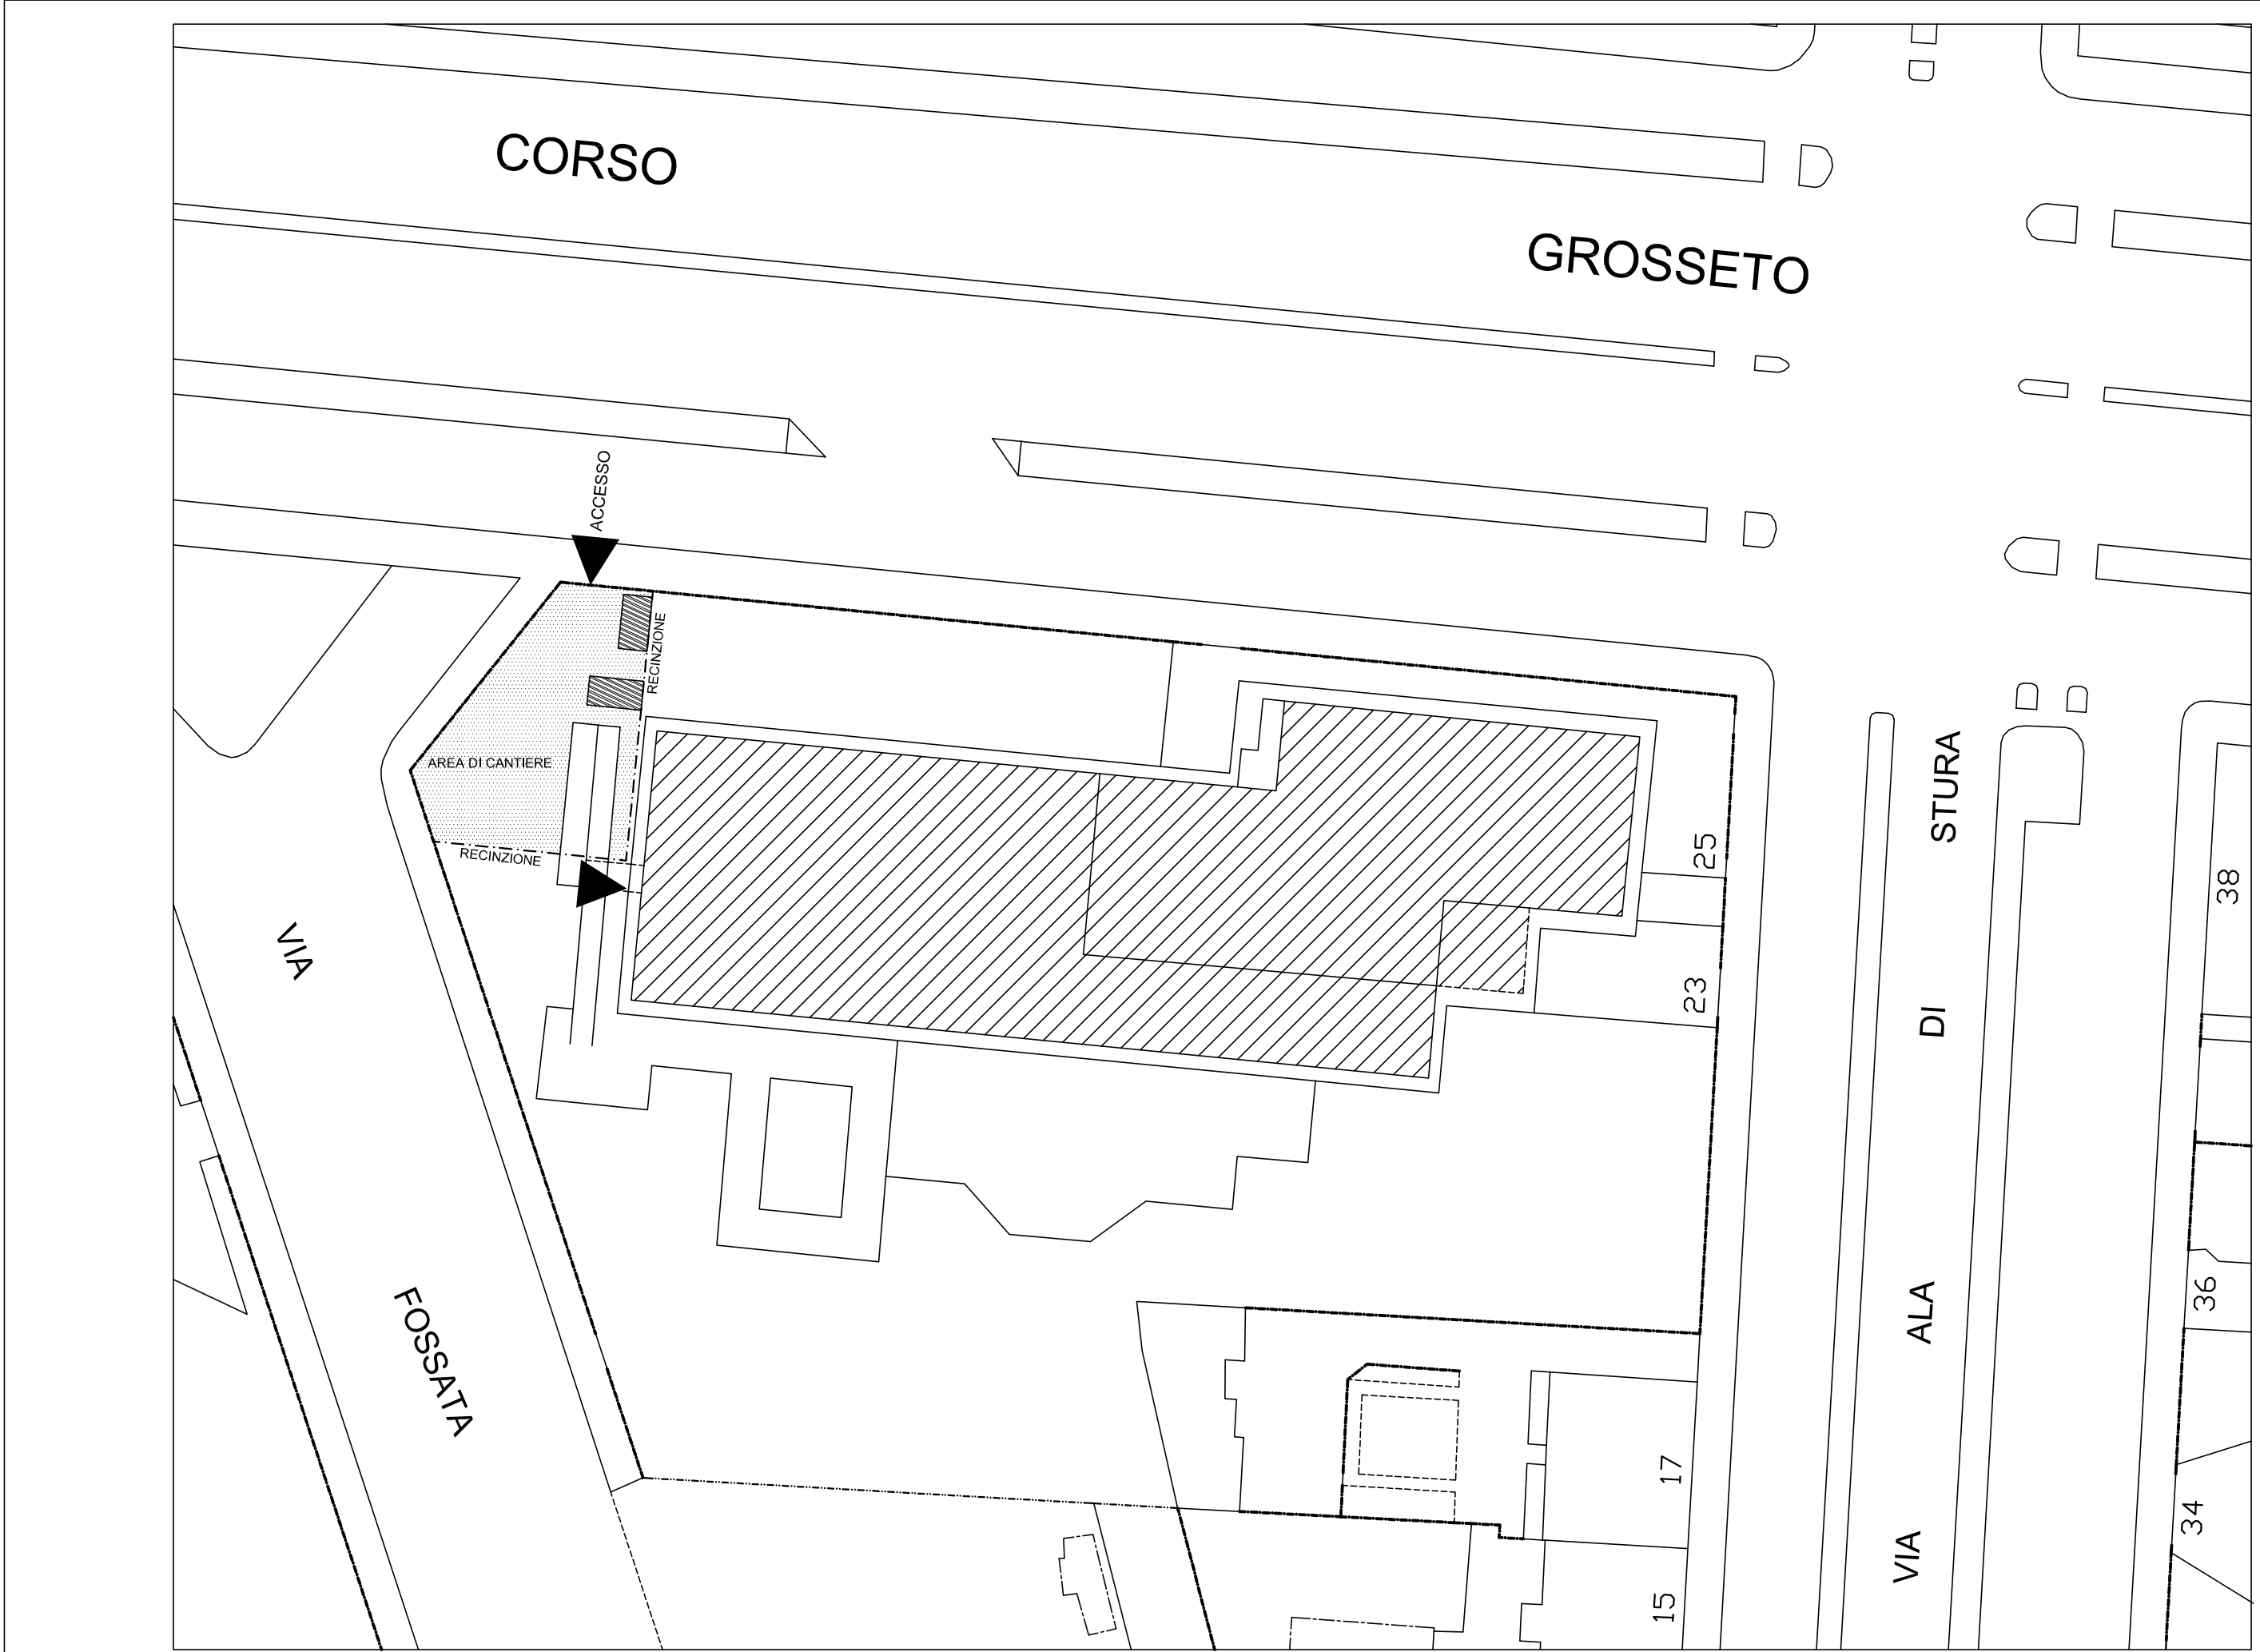 CORSO
GROSSETO
ACCESSO
RECINZIONE
AREA DI CANTIERE
RECINZIONE
VIA
FOSSATA
25
23
17
15
VIA
ALA
DI
STURA
38
36
34